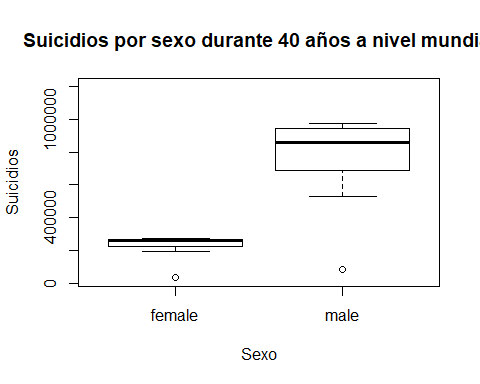 Suicidios por sexo durante 40 años a nivel mundi
1000000
400000
0
Suicidios
female male
Sexo